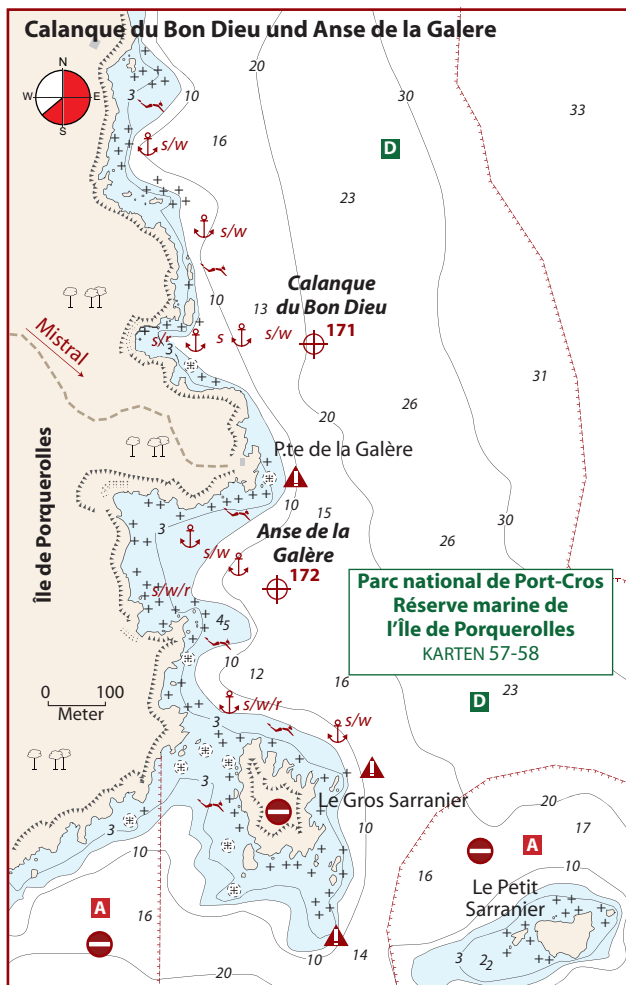 Calanque du Bon Dieu und Anse de la Galere
N
W
E
S
3
10
20
30
33
16
s/w
D
23
s/w
10
13
Calanque
du Bon Dieu
s/r
s
s/w
171
3
Mistral
31
26
20
P.te de la Galère
10
15
30
3
Anse de la
Galère
26
s/w
172
s/w/r
Île de Porquerolles
Parc national de Port-Cros
Réserve marine de
l'Île de Porquerolles
KARTEN 57-58
45
10
12
16
23
D
0 100
Meter
s/w/r
s/w
3
3
Le Gros Sarranier
20
17
3
10
10
A
16
10
A
16
Le Petit
Sarranier
14
10
20
3
22